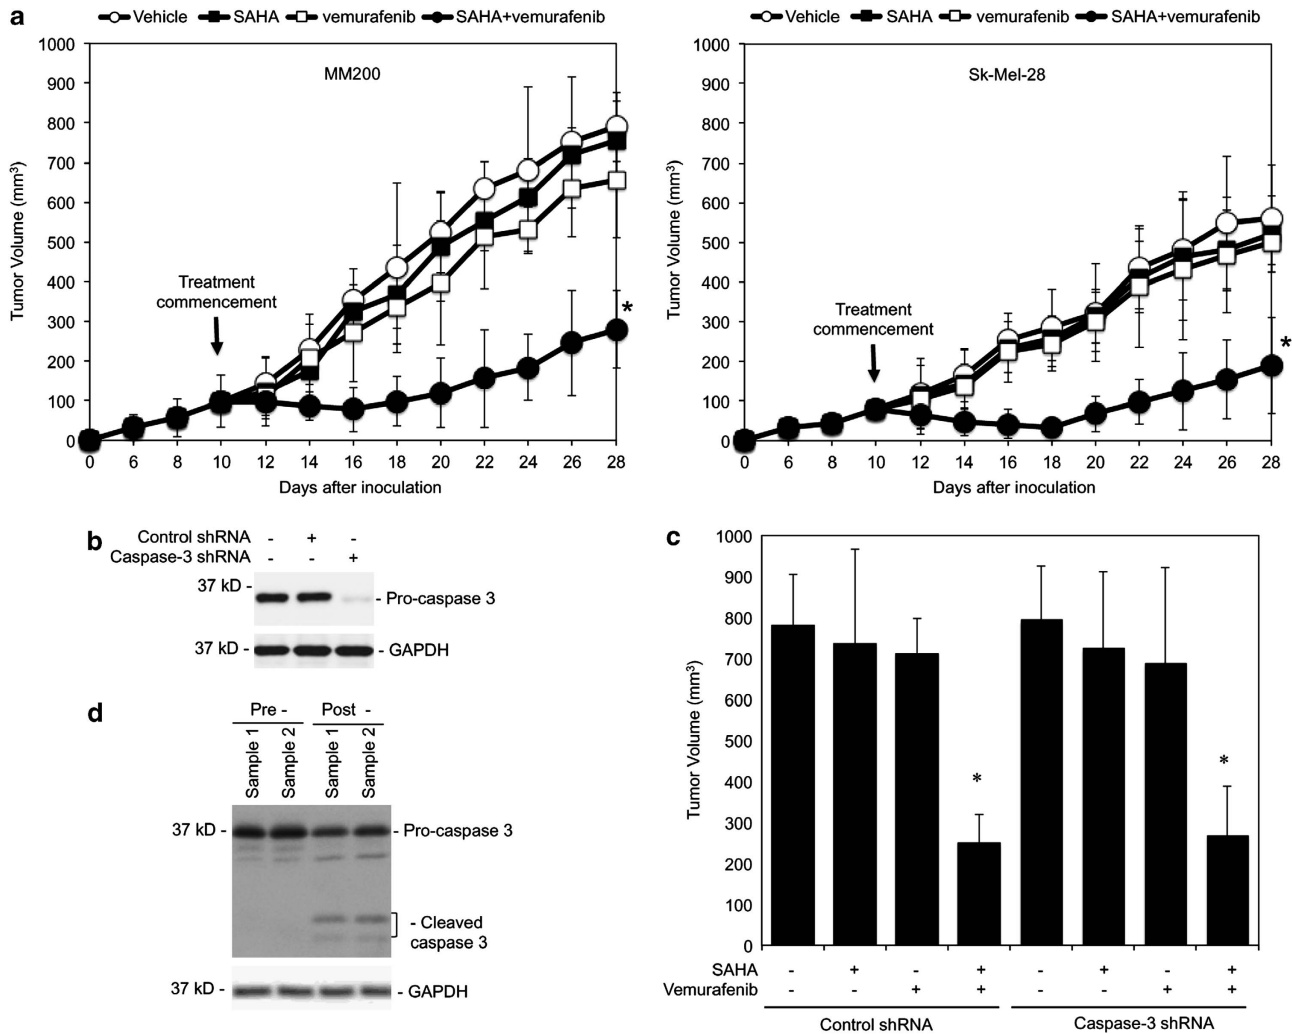 a
Vehicle SAHA vemurafenib SAHA+vemurafenib
MM200
Tumor Volume (mm³)
1000
900
800
700
600
500
400
300
200
100
0
Treatment
commencement
*
0 6 8 10 12 14 16 18 20 22 24 26 28
Days after inoculation
Vehicle SAHA vemurafenib SAHA+vemurafenib
Sk-Mel-28
Tumor Volume (mm³)
1000
900
800
700
600
500
400
300
200
100
0
Treatment
commencement
*
0 6 8 10 12 14 16 18 20 22 24 26 28
Days after inoculation
b
Control shRNA - + -
Caspase-3 shRNA - - +
37 kD - - Pro-caspase 3
37 kD - - GAPDH
c
Tumor Volume (mm³)
1000
900
800
700
600
500
400
300
200
100
0
* *
SAHA - + - + - + - +
Vemurafenib - - + + - - + +
Control shRNA Caspase-3 shRNA
d
Pre - Post -
Sample 1 Sample 2 Sample 1 Sample 2
37 kD - - Pro-caspase 3
- Cleaved
caspase 3
37 kD - - GAPDH